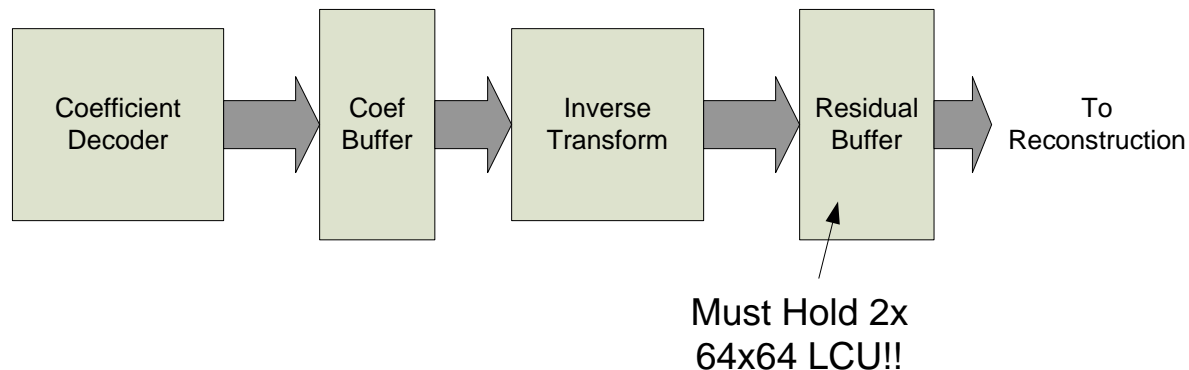 Coefficient
Decoder
Coef
Buffer
Inverse
Transform
Residual
Buffer
To
Reconstruction
Must Hold 2x
64x64 LCU!!